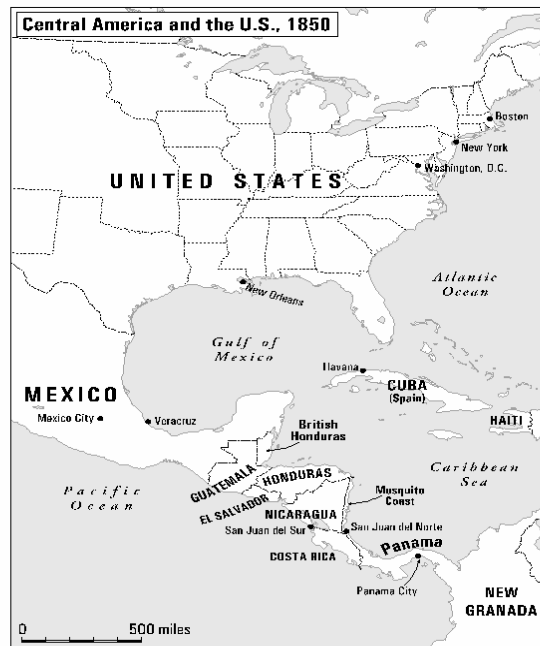 Central America and the U.S., 1850
Boston
New York
Washington, D.C.
UNITED STATES
Atlantic
Ocean
New Orleans
Gulf of
Mexico
Havana
CUBA
(Spain)
MEXICO
Mexico City
Veracruz
HAITI
British
Honduras
Caribbean
Sea
GUATEMALA
HONDURAS
Pacific
Ocean
EL SALVADOR
Mosquito
Coast
NICARAGUA
San Juan del Sur
San Juan del Norte
Panama
COSTA RICA
Panama City
NEW
GRANADA
0 500 miles